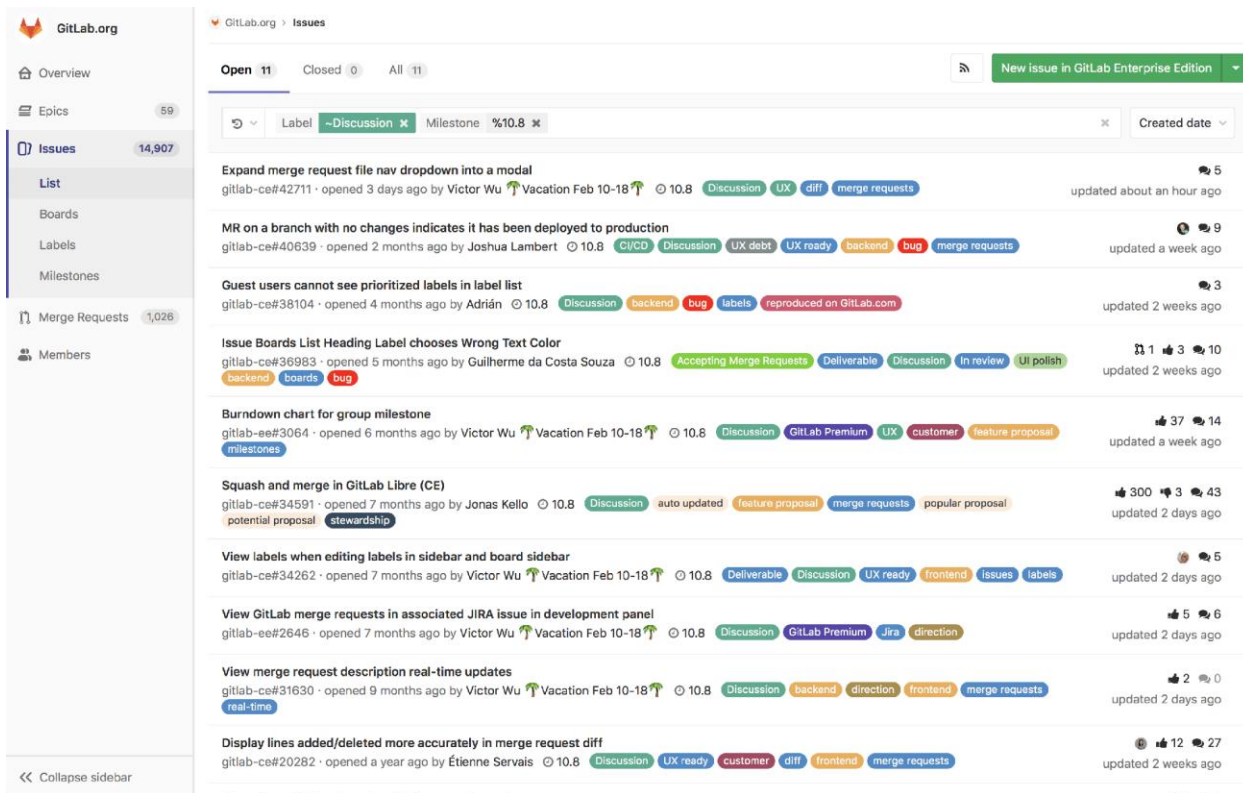 GitLab.org
Overview
Epics 59
Issues 14,907
List
Boards
Labels
Milestones
Merge Requests 1,026
Members
Collapse sidebar
GitLab.org > Issues
Open 11 Closed 0 All 11
New issue in GitLab Enterprise Edition
Label ~Discussion × Milestone %10.8 × × Created date
Expand merge request file nav dropdown into a modal 5
gitlab-ce#42711 · opened 3 days ago by Victor Wu 🌴Vacation Feb 10-18🌴 10.8 Discussion UX diff merge requests updated about an hour ago
MR on a branch with no changes indicates it has been deployed to production 9
gitlab-ce#40639 · opened 2 months ago by Joshua Lambert 10.8 CI/CD Discussion UX debt UX ready backend bug merge requests updated a week ago
Guest users cannot see prioritized labels in label list 3
gitlab-ce#38104 · opened 4 months ago by Adrián 10.8 Discussion backend bug labels reproduced on GitLab.com updated 2 weeks ago
Issue Boards List Heading Label chooses Wrong Text Color 1 3 10
gitlab-ce#36983 · opened 5 months ago by Guilherme da Costa Souza 10.8 Accepting Merge Requests Deliverable Discussion In review UI polish updated 2 weeks ago
backend boards bug
Burndown chart for group milestone 37 14
gitlab-ee#3064 · opened 6 months ago by Victor Wu 🌴Vacation Feb 10-18🌴 10.8 Discussion GitLab Premium UX customer feature proposal updated a week ago
milestones
Squash and merge in GitLab Libre (CE) 300 3 43
gitlab-ce#34591 · opened 7 months ago by Jonas Kello 10.8 Discussion auto updated feature proposal merge requests popular proposal updated 2 days ago
potential proposal stewardship
View labels when editing labels in sidebar and board sidebar 5
gitlab-ce#34262 · opened 7 months ago by Victor Wu 🌴Vacation Feb 10-18🌴 10.8 Deliverable Discussion UX ready frontend issues labels updated 2 days ago
View GitLab merge requests in associated JIRA issue in development panel 5 6
gitlab-ee#2646 · opened 7 months ago by Victor Wu 🌴Vacation Feb 10-18🌴 10.8 Discussion GitLab Premium Jira direction updated 2 days ago
View merge request description real-time updates 2 0
gitlab-ce#31630 · opened 9 months ago by Victor Wu 🌴Vacation Feb 10-18🌴 10.8 Discussion backend direction frontend merge requests updated 2 days ago
real-time
Display lines added/deleted more accurately in merge request diff 12 27
gitlab-ce#20282 · opened a year ago by Étienne Servais 10.8 Discussion UX ready customer diff frontend merge requests updated 2 weeks ago